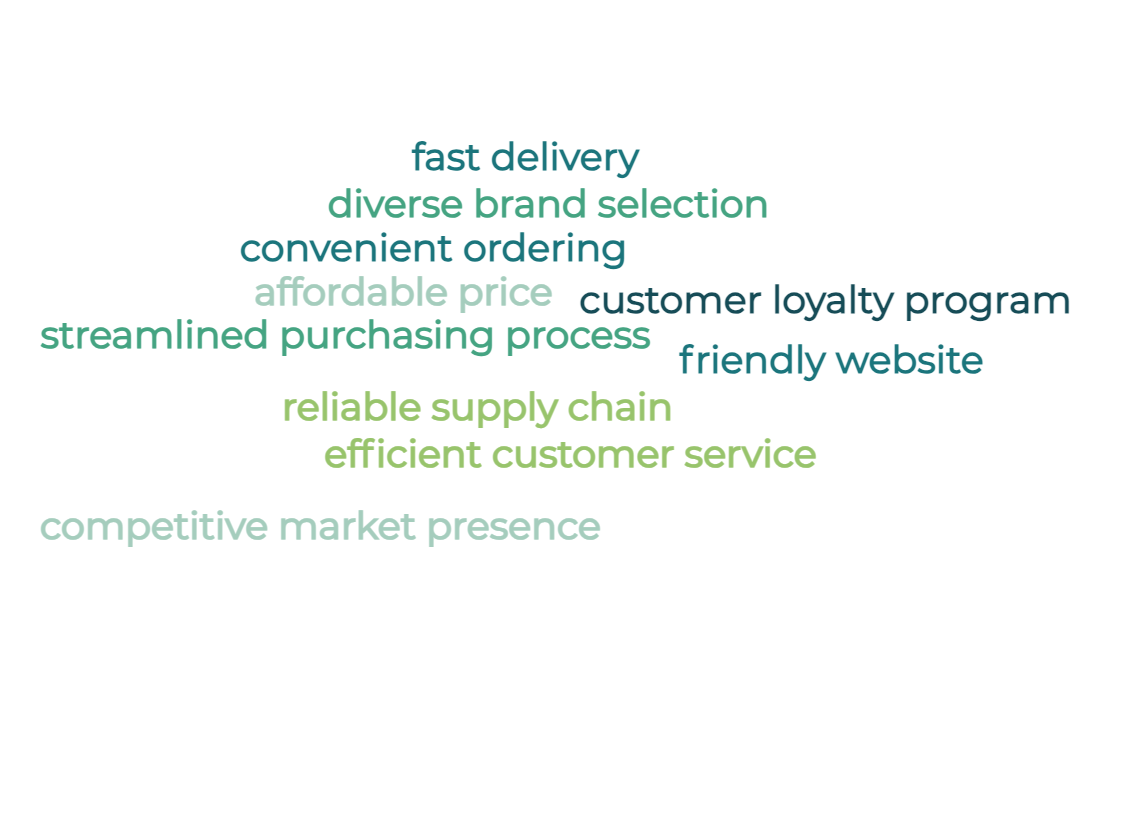 fast delivery
diverse brand selection
convenient ordering
affordable price
customer loyalty program
streamlined purchasing process
friendly website
reliable supply chain
efficient customer service
competitive market presence